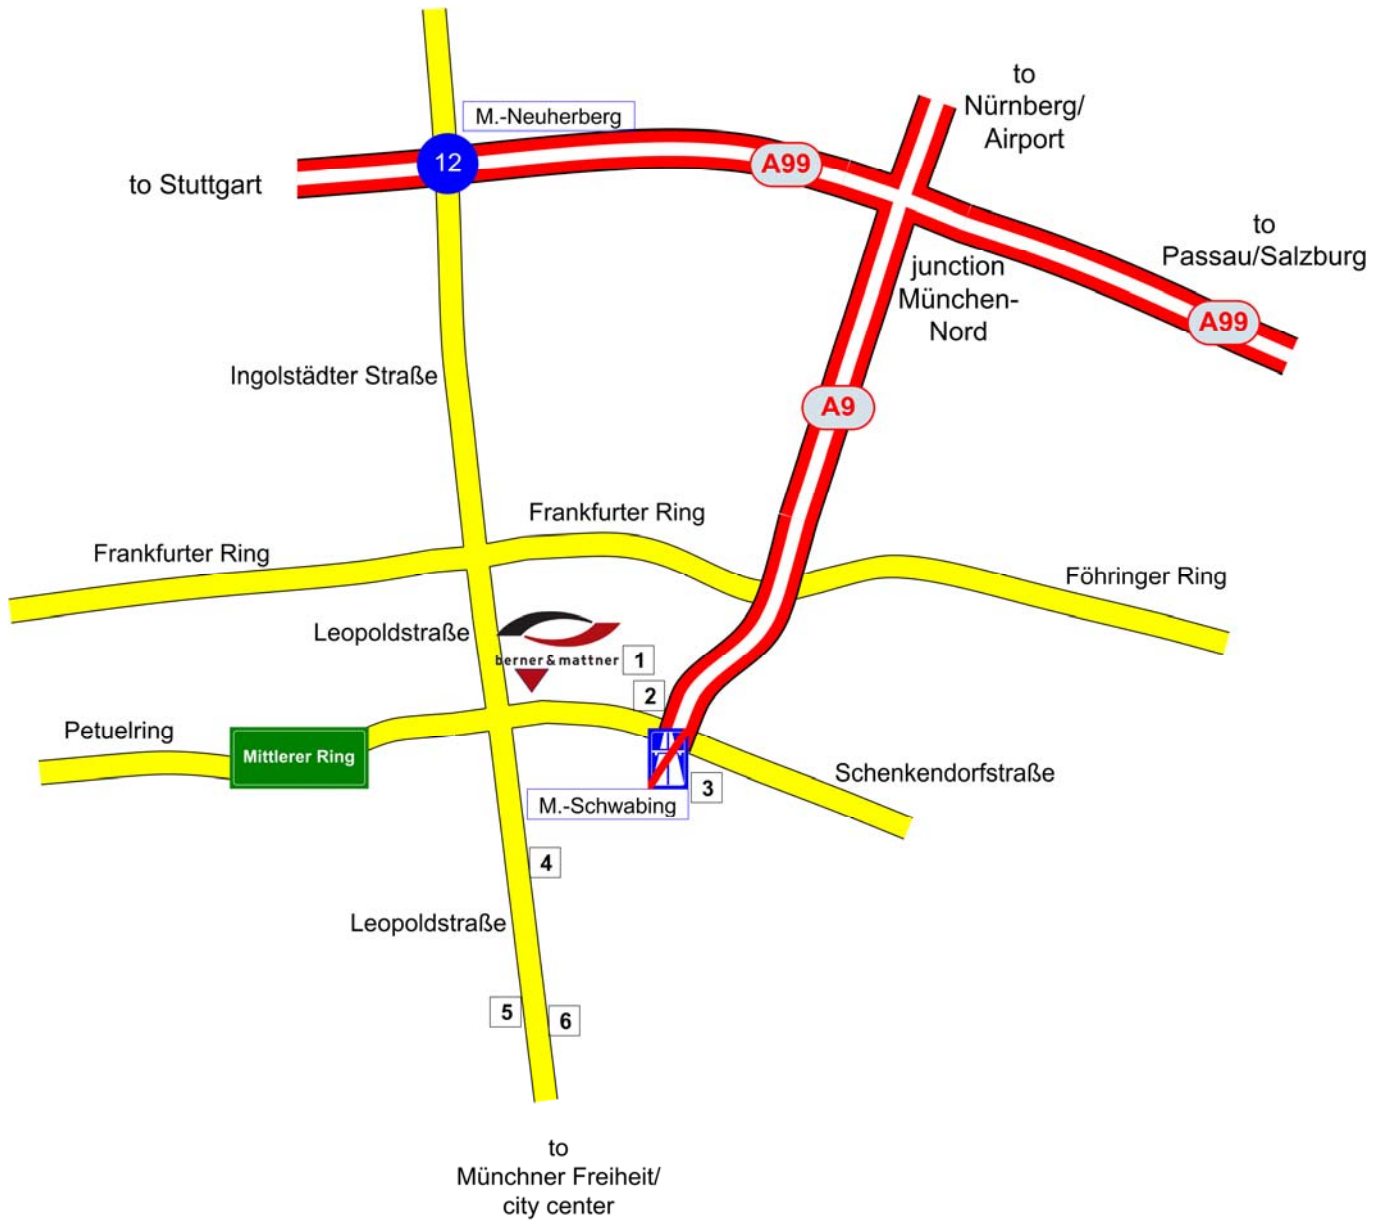 to
Nürnberg/
Airport
M.-Neuherberg
12
A99
to Stuttgart
to
Passau/Salzburg
junction
München-
Nord
A99
Ingolstädter Straße
A9
Frankfurter Ring
Frankfurter Ring
Föhringer Ring
Leopoldstraße
berner & mattner
1
2
Petuelring
Mittlerer Ring
Schenkendorfstraße
3
M.-Schwabing
4
Leopoldstraße
5
6
to
Münchner Freiheit/
city center